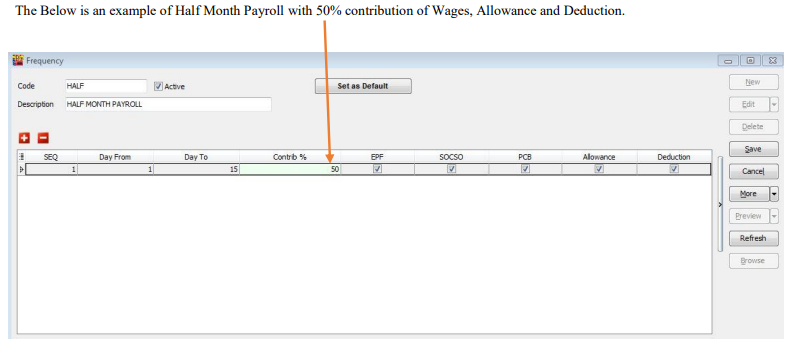 The Below is an example of Half Month Payroll with 50% contribution of Wages, Allowance and Deduction.
Frequency
Code HALF Active Set as Default
Description HALF MONTH PAYROLL
SEQ Day From Day To Contrib % EPF SOCSO PCB Allowance Deduction
1 1 15 50
New
Edit
Delete
Save
Cancel
More
Preview
Refresh
Browse